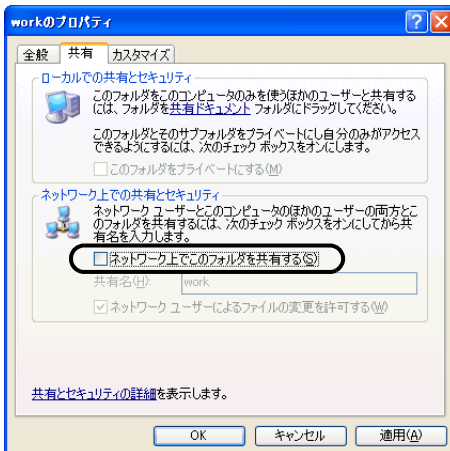 workのプロパティ
全般 共有 カスタマイズ
ローカルでの共有とセキュリティ
このフォルダをこのコンピュータのみを使うほかのユーザーと共有する
には、フォルダを共有ドキュメント フォルダにドラッグしてください。
このフォルダとそのサブフォルダをプライベートにし自分のみがアクセス
できるようにするには、次のチェック ボックスをオンにします。
このフォルダをプライベートにする(M)
ネットワーク上での共有とセキュリティ
ネットワーク ユーザーとこのコンピュータのほかのユーザーの両方とこ
のフォルダを共有するには、次のチェック ボックスをオンにしてから共
有名を入力します。
ネットワーク上でこのフォルダを共有する(S)
共有名(H): work
ネットワーク ユーザーによるファイルの変更を許可する(W)
共有とセキュリティの詳細を表示します。
OK キャンセル 適用(A)